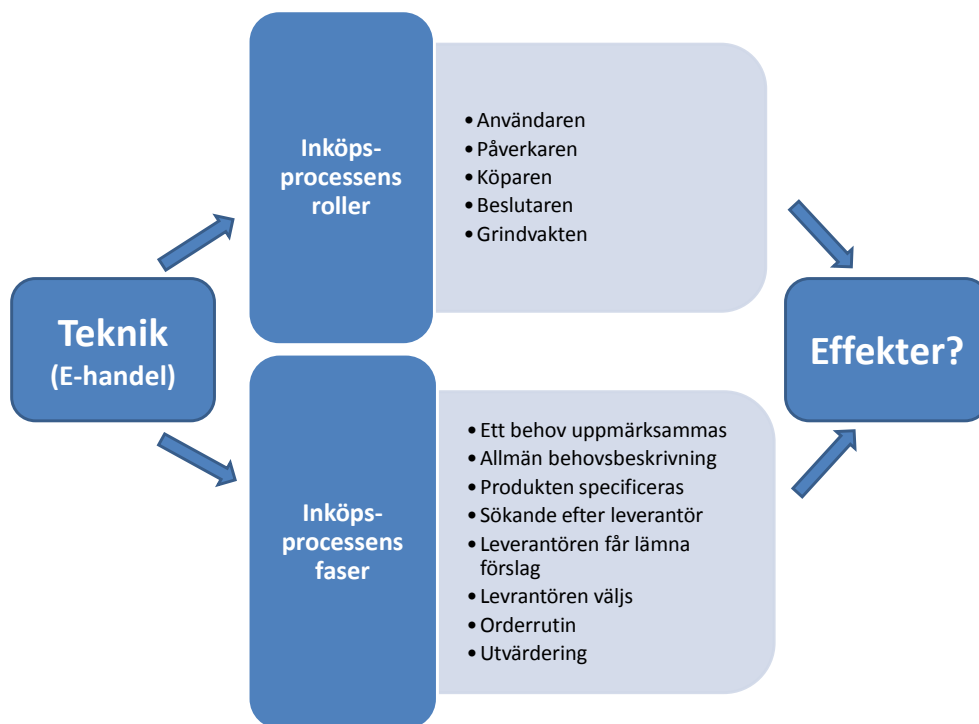 Teknik
(E-handel)
Inköps-
processens
roller
• Användaren
• Påverkaren
• Köparen
• Beslutaren
• Grindvakten
Inköps-
processens
faser
• Ett behov uppmärksammas
• Allmän behovsbeskrivning
• Produkten specificeras
• Sökande efter leverantör
• Leverantören får lämna
förslag
• Levrantören väljs
• Orderrutin
• Utvärdering
Effekter?